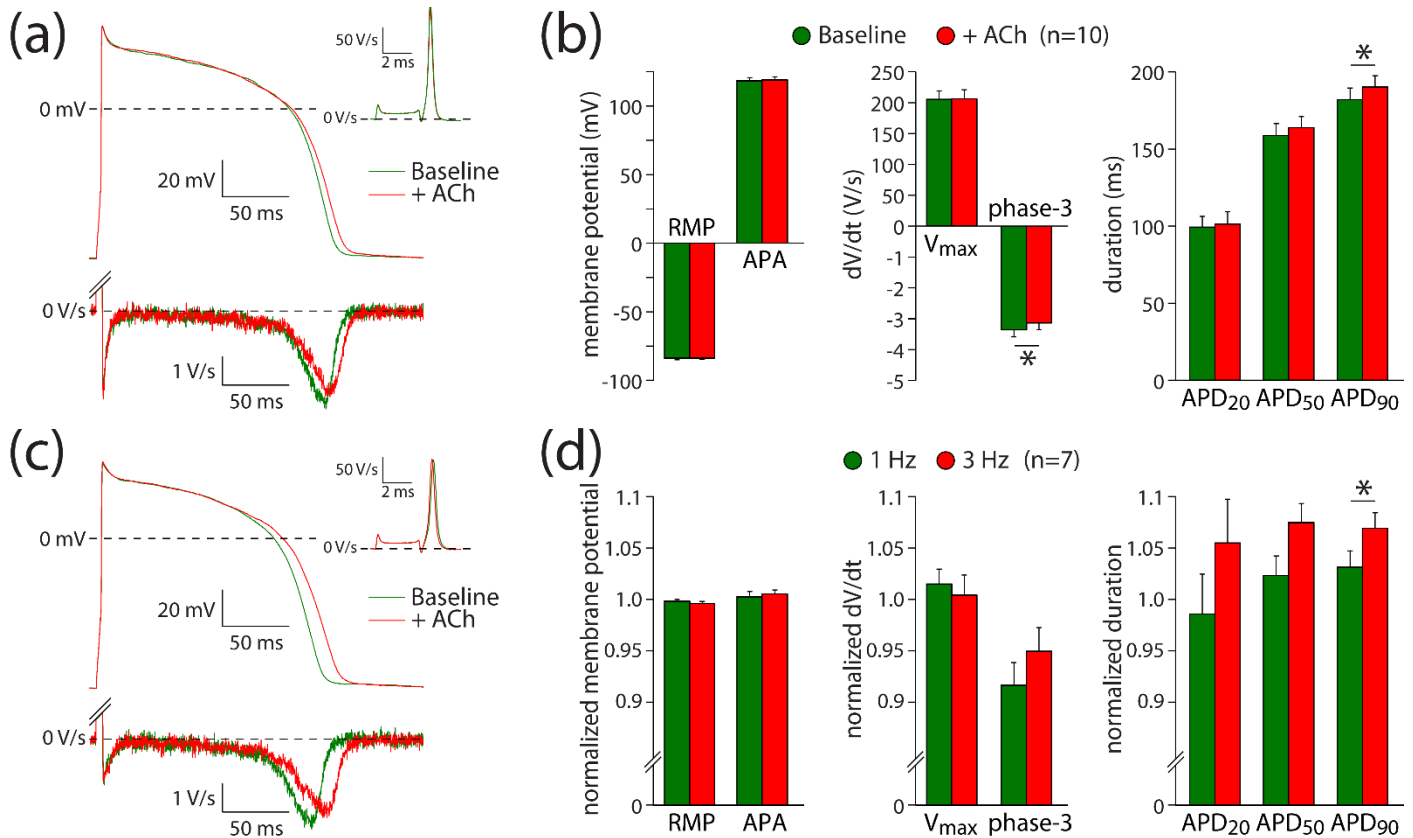 (a)
50 V/s
2 ms
0 V/s
0 mV
20 mV
50 ms
Baseline
+ ACh
0 V/s
1 V/s
50 ms
(b)
Baseline + ACh (n=10)
membrane potential (mV)
100
50
0
-50
-100
RMP
APA
dV/dt (V/s)
250
200
150
100
50
0
-1
-2
-3
-4
-5
Vmax
phase-3
*
duration (ms)
200
150
100
50
0
*
APD20 APD50 APD90
(c)
50 V/s
2 ms
0 V/s
0 mV
20 mV
50 ms
Baseline
+ ACh
0 V/s
1 V/s
50 ms
(d)
1 Hz 3 Hz (n=7)
normalized membrane potential
1.1
1.05
1.0
0.95
0.9
0
RMP APA
normalized dV/dt
1.1
1.05
1.0
0.95
0.9
0
Vmax phase-3
normalized duration
1.1
1.05
1.0
0.95
0.9
0
*
APD20 APD50 APD90